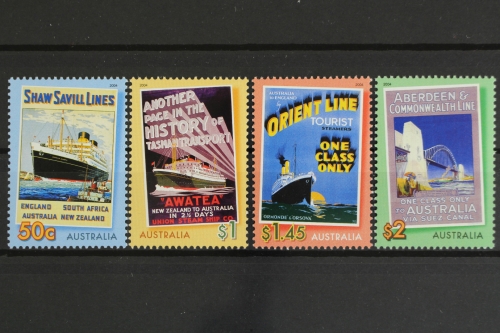 SHAW SAVILL LINES
ENGLAND SOUTH AFRICA
AUSTRALIA NEW ZEALAND
50c AUSTRALIA
ANOTHER
PAGE IN THE
HISTORY OF
TASMAN TRANSPORT!
"AWATEA"
NEW ZEALAND TO AUSTRALIA
IN 2½ DAYS
UNION STEAM SHIP CO.
AUSTRALIA $1
ORIENT LINE
TOURIST
STEAMERS
ONE
CLASS
ONLY
ORMONDE & ORSOVA
$1.45 AUSTRALIA
ABERDEEN &
COMMONWEALTH LINE
ONE CLASS ONLY
TO AUSTRALIA
VIA SUEZ CANAL
$2 AUSTRALIA